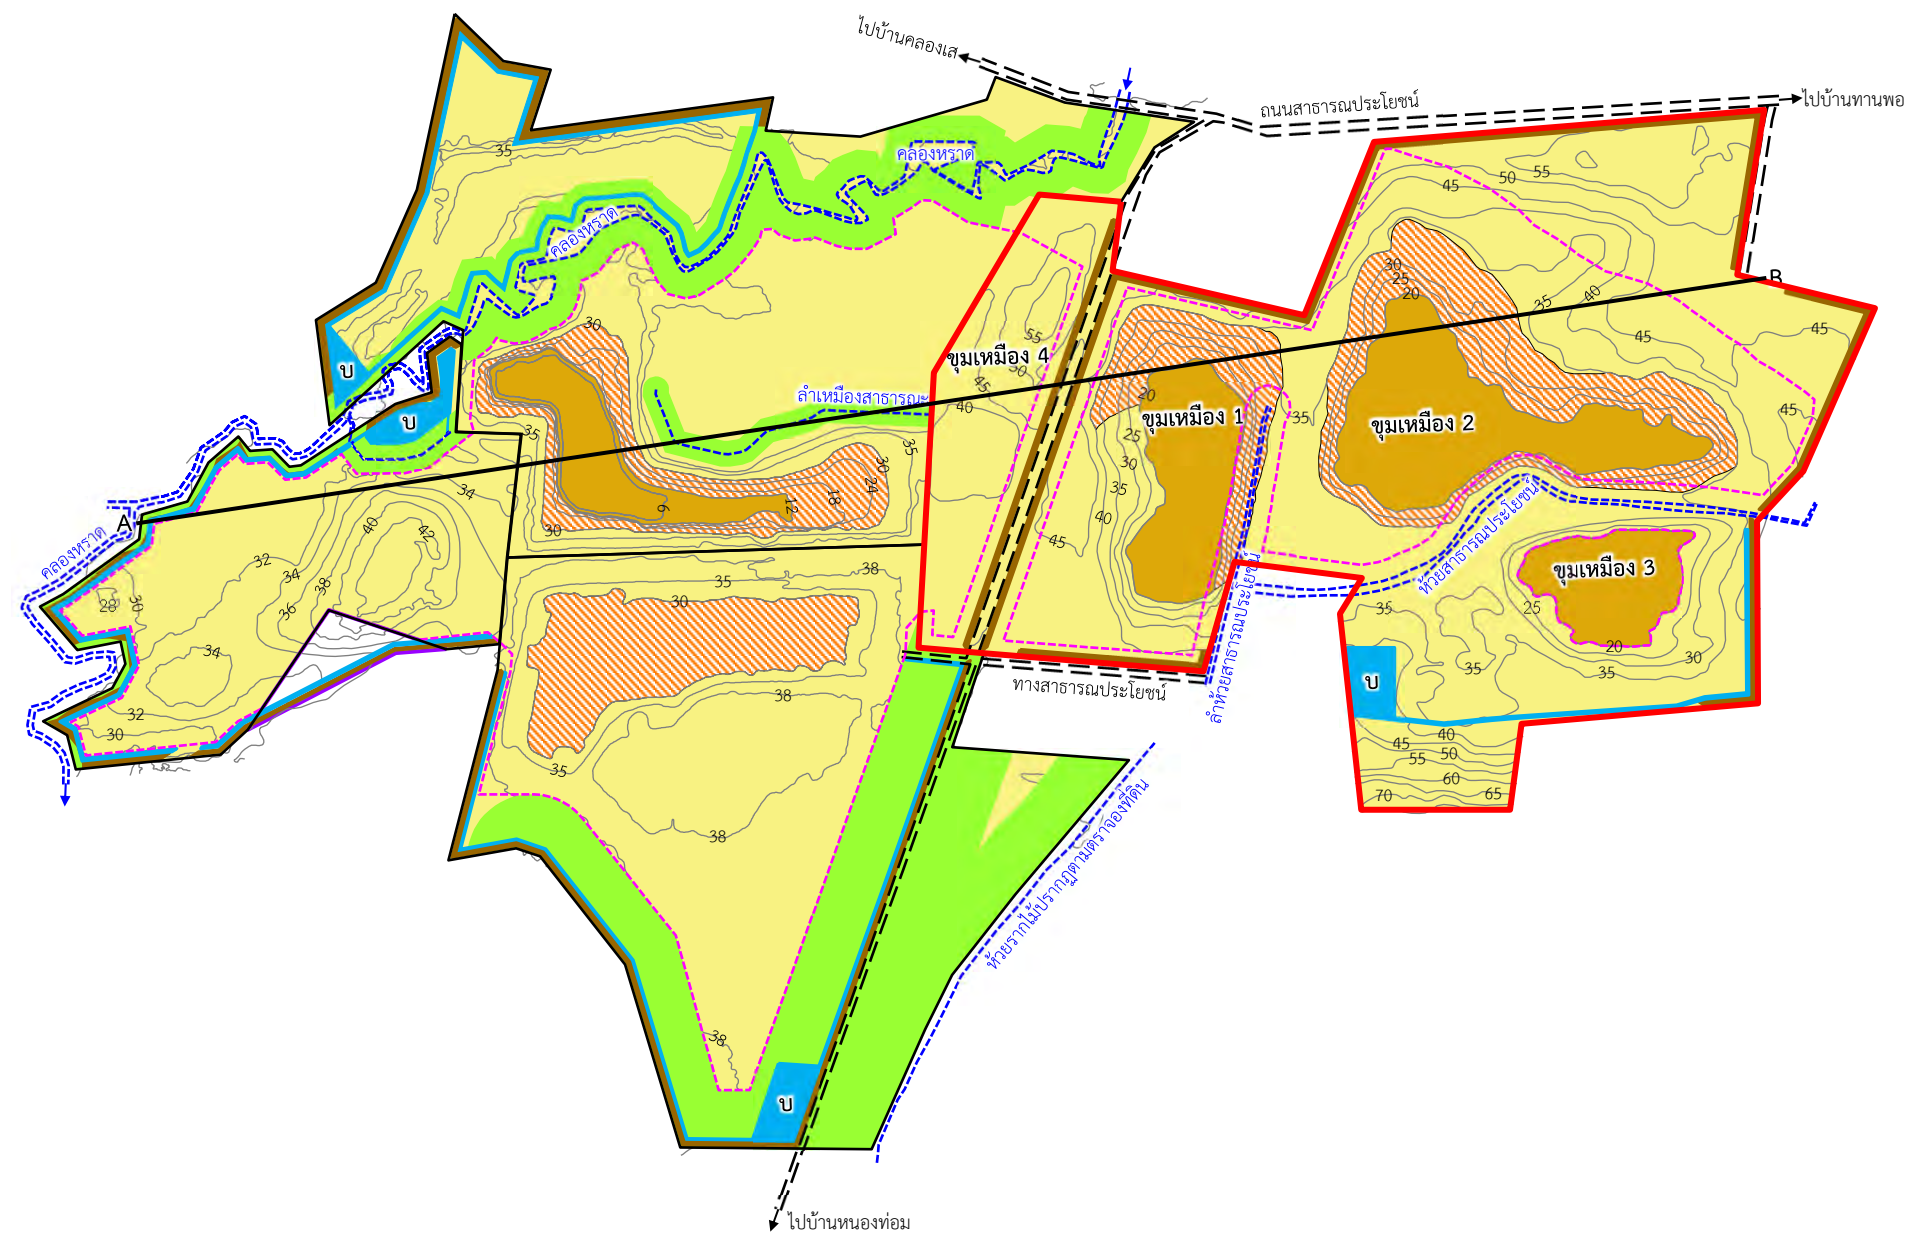 ไปบ้านคลองเส
ถนนสาธารณประโยชน์
ไปบ้านทานพอ
คลองหราด
คลองหราด
35
55
50
45
B
30
25
20
35
40
45
45
บ
30
ขุมเหมือง 4
55
50
45
40
ลำเหมืองสาธารณะ
20
ขุมเหมือง 1
35
ขุมเหมือง 2
45
บ
35
35
25
30
35
40
45
30
24
18
12
6
30
34
A
คลองหราด
40
42
32
34
38
36
28
30
34
32
30
35
38
30
38
35
38
38
ห้วยสาธารณประโยชน์
ขุมเหมือง 3
25
20
30
35
35
35
บ
ลำห้วยสาธารณประโยชน์
ทางสาธารณประโยชน์
40
45
50
55
60
65
70
ห้วยรากไม้ปรากฏตามตราจองที่ดิน
บ
ไปบ้านหนองท่อม